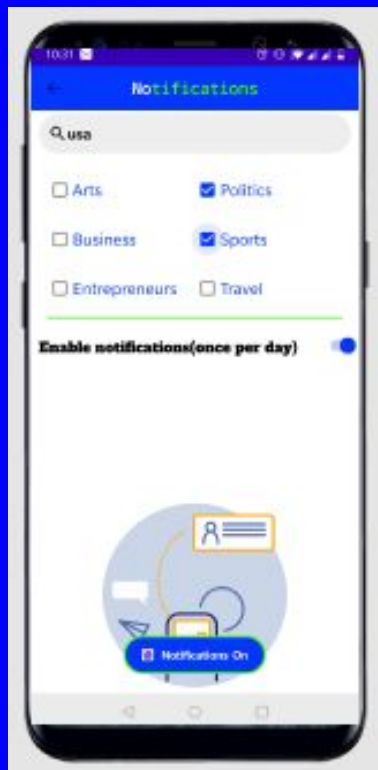 10:31
Notifications
usa
Arts
Politics
Business
Sports
Entrepreneurs
Travel
Enable notifications(once per day)
Notifications On